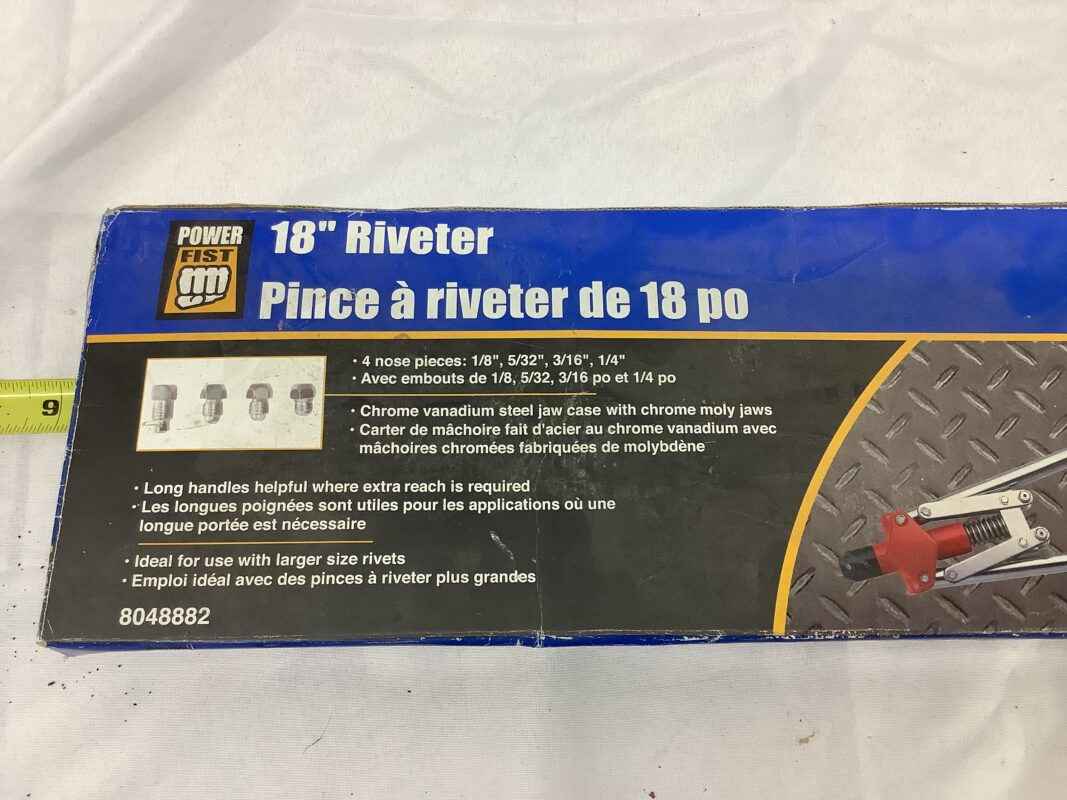 POWER
FIST
18" Riveter
Pince à riveter de 18 po
• 4 nose pieces: 1/8", 5/32", 3/16", 1/4"
• Avec embouts de 1/8, 5/32, 3/16 po et 1/4 po
• Chrome vanadium steel jaw case with chrome moly jaws
• Carter de mâchoire fait d'acier au chrome vanadium avec
mâchoires chromées fabriquées de molybdène
• Long handles helpful where extra reach is required
• Les longues poignées sont utiles pour les applications où une
longue portée est nécessaire
• Ideal for use with larger size rivets
• Emploi idéal avec des pinces à riveter plus grandes
8048882
9